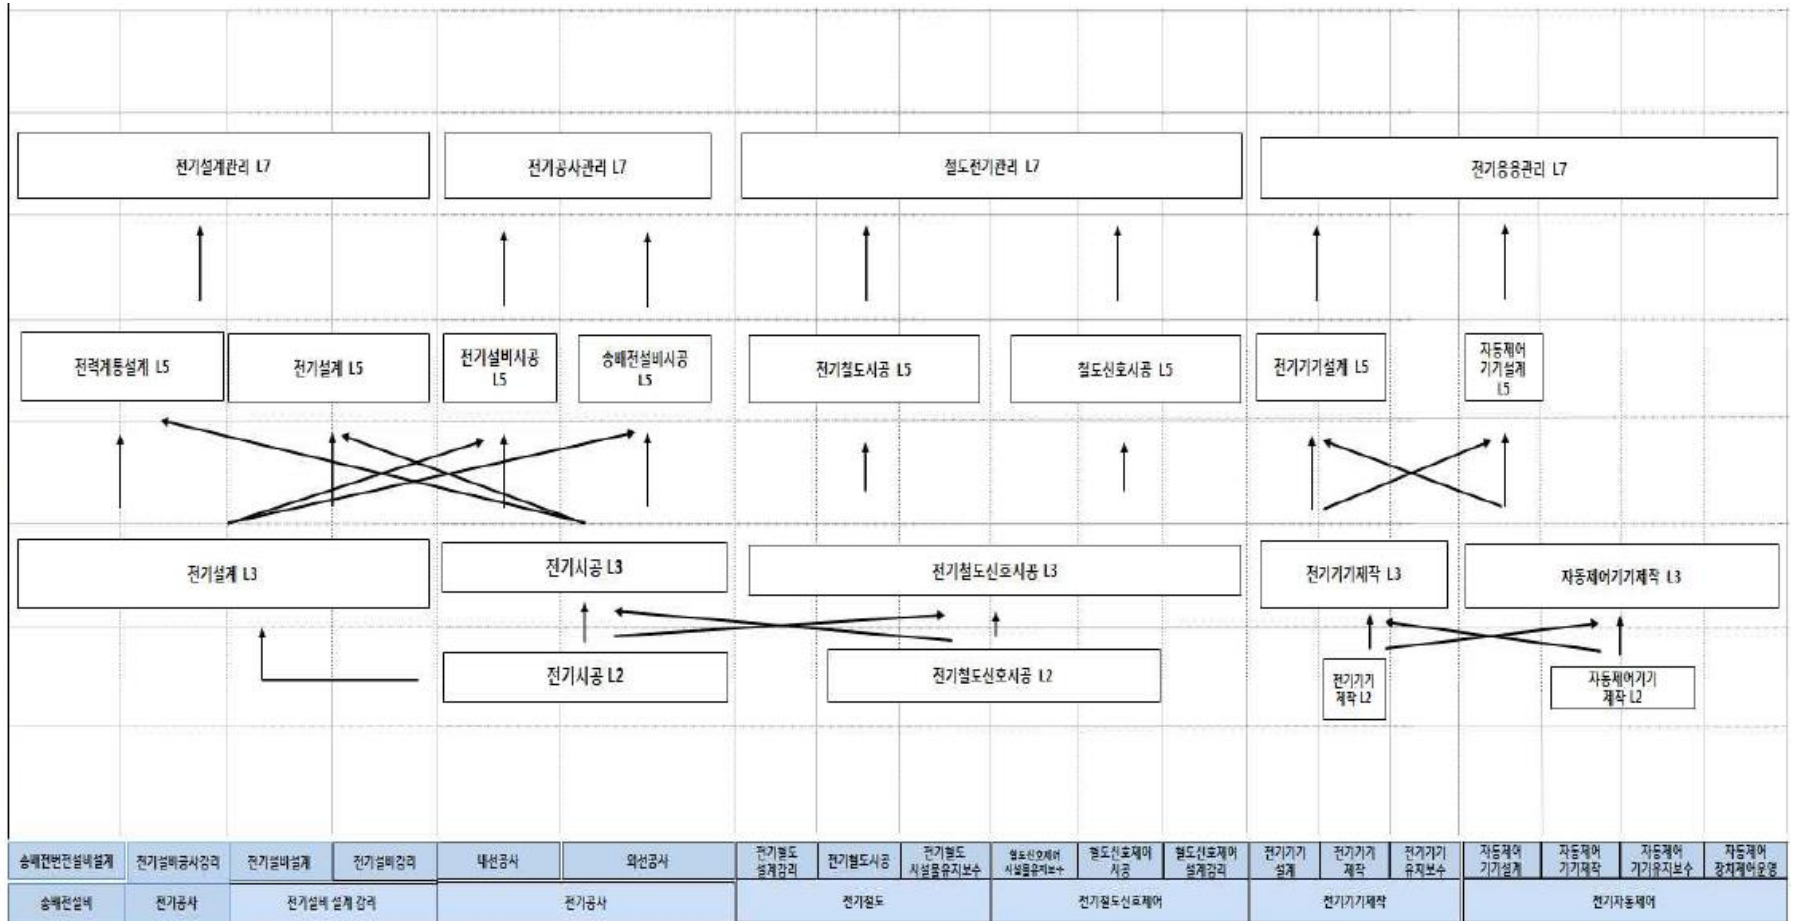 전기설계관리 L7
전기공사관리 L7
철도전기관리 L7
전기응용관리 L7
전력계통설계 L5
전기설계 L5
전기설비시공
L5
송배전설비시공
L5
전기철도시공 L5
철도신호시공 L5
전기기기설계 L5
자동제어
기기설계
L5
전기설계 L3
전기시공 L3
전기철도신호시공 L3
전기기기제작 L3
자동제어기기제작 L3
전기시공 L2
전기철도신호시공 L2
전기기기
제작 L2
자동제어기기
제작 L2
송배전변전설비설계
전기설비공사감리
전기설비설계
전기설비감리
내선공사
외선공사
전기철도
설계감리
전기철도시공
전기철도
시설물유지보수
철도신호제어
시설물유지보수
철도신호제어
시공
철도신호제어
설계감리
전기기기
설계
전기기기
제작
전기기기
유지보수
자동제어
기기설계
자동제어
기기제작
자동제어
기기유지보수
자동제어
장치제어운영
송배전설비
전기공사
전기설비 설계 감리
전기공사
전기철도
전기철도신호제어
전기기기제작
전기자동제어